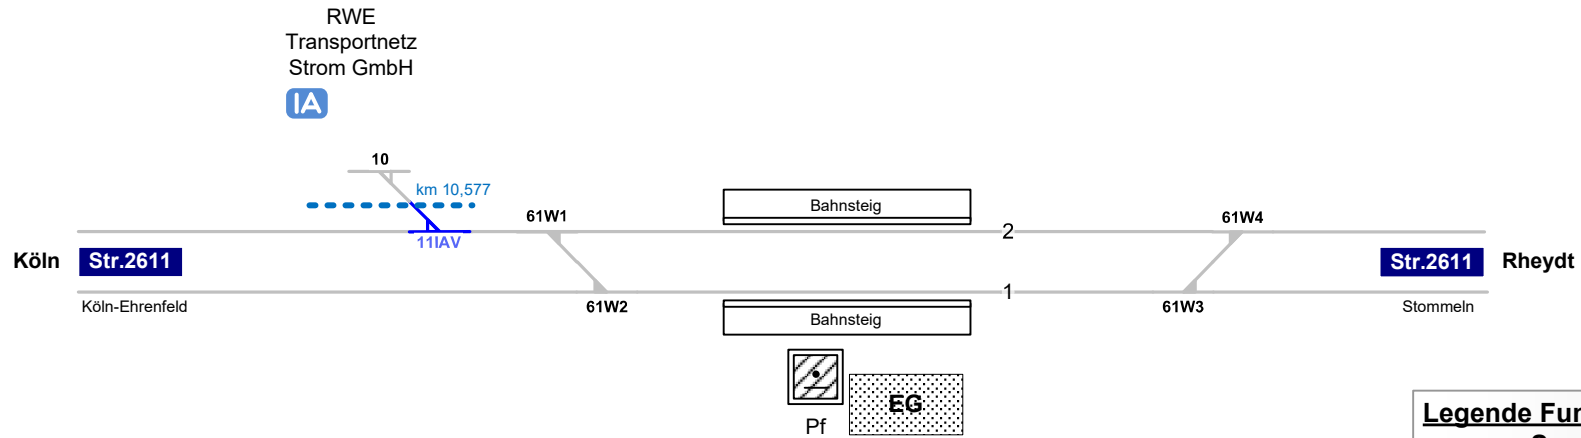 RWE
Transportnetz
Strom GmbH
IA
10
km 10,577
11IAV
61W1
Bahnsteig
2
61W4
Köln
Str.2611
Str.2611
Rheydt
Köln-Ehrenfeld
61W2
1
61W3
Stommeln
Bahnsteig
Pf
EG